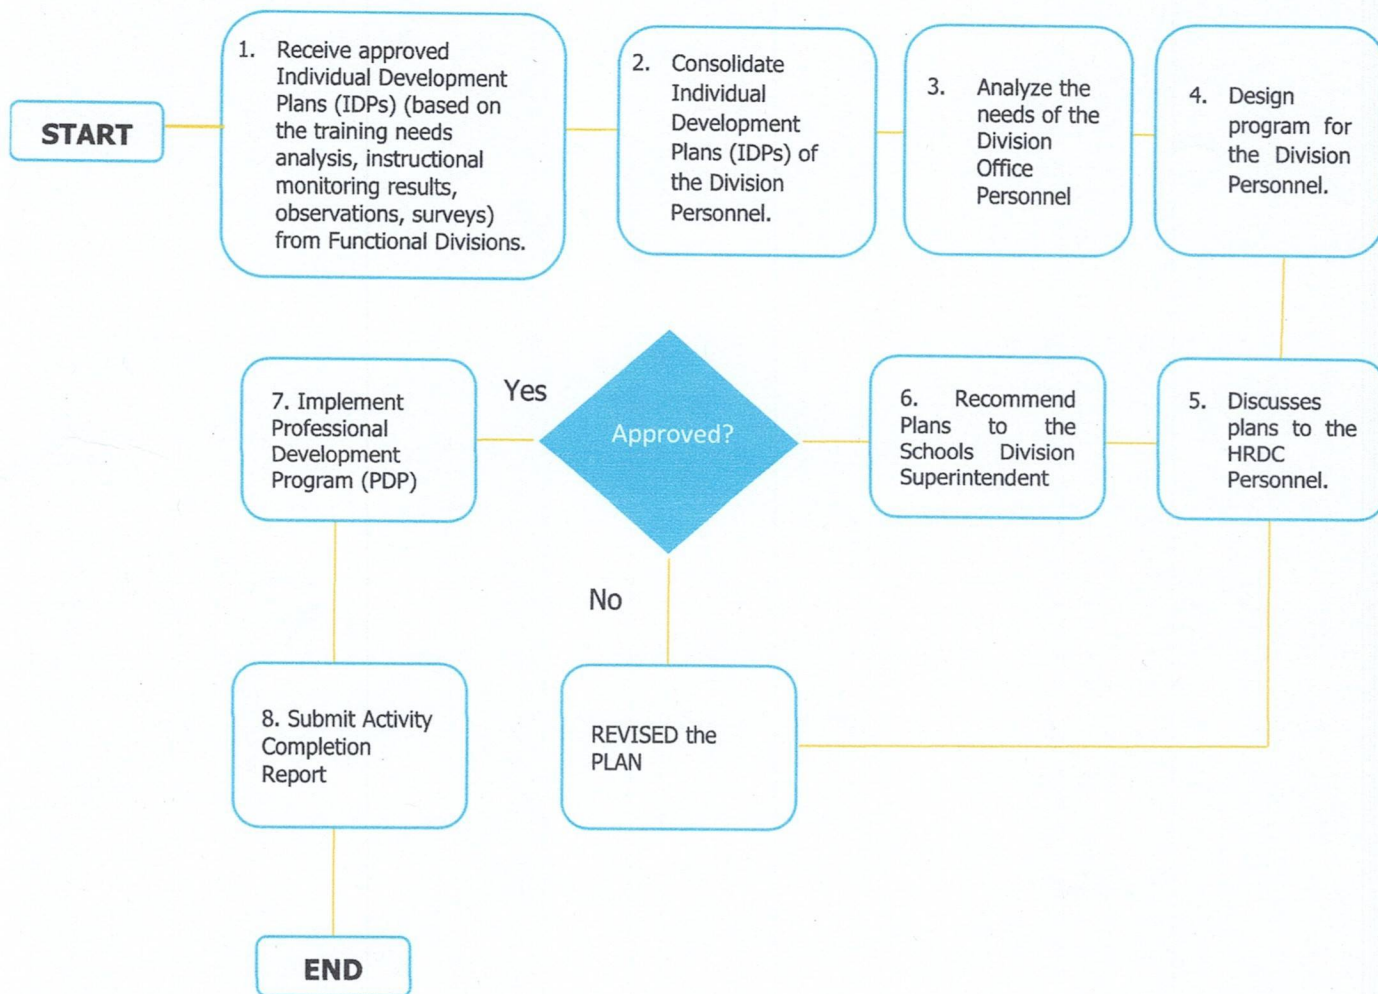 START
1. Receive approved
Individual Development
Plans (IDPs) (based on
the training needs
analysis, instructional
monitoring results,
observations, surveys)
from Functional Divisions.
2. Consolidate
Individual
Development
Plans (IDPs) of
the Division
Personnel.
3. Analyze the
needs of the
Division
Office
Personnel
4. Design
program for
the Division
Personnel.
5. Discusses
plans to the
HRDC
Personnel.
6. Recommend
Plans to the
Schools Division
Superintendent
Approved?
Yes
7. Implement
Professional
Development
Program (PDP)
No
REVISED the
PLAN
8. Submit Activity
Completion
Report
END